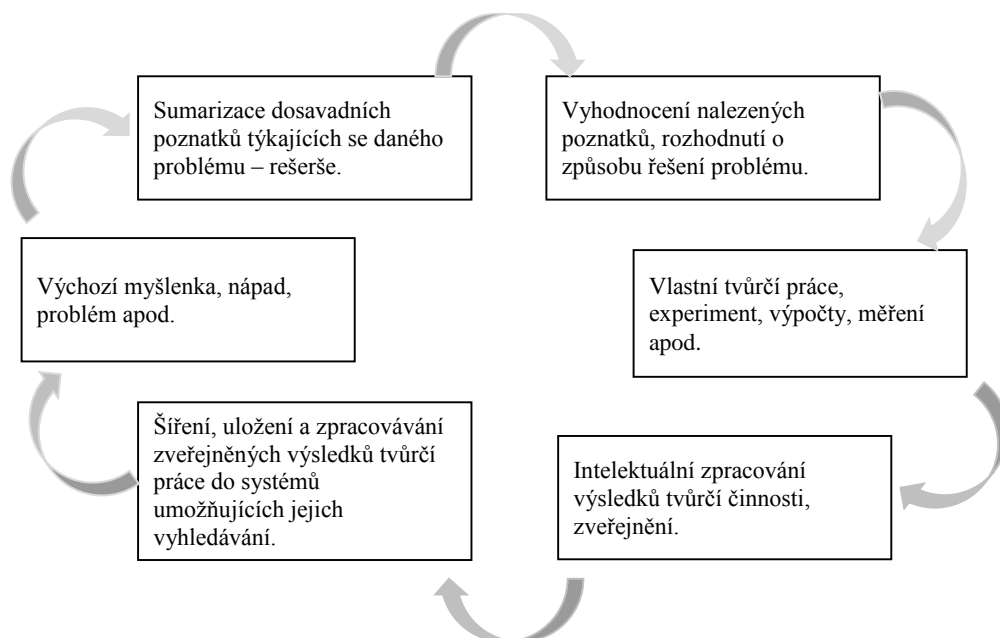 Sumarizace dosavadních
poznatků týkajících se daného
problému – rešerše.
Vyhodnocení nalezených
poznatků, rozhodnutí o
způsobu řešení problému.
Výchozí myšlenka, nápad,
problém apod.
Vlastní tvůrčí práce,
experiment, výpočty, měření
apod.
Šíření, uložení a zpracovávání
zveřejněných výsledků tvůrčí
práce do systémů
umožňujících jejich
vyhledávání.
Intelektuální zpracování
výsledků tvůrčí činnosti,
zveřejnění.